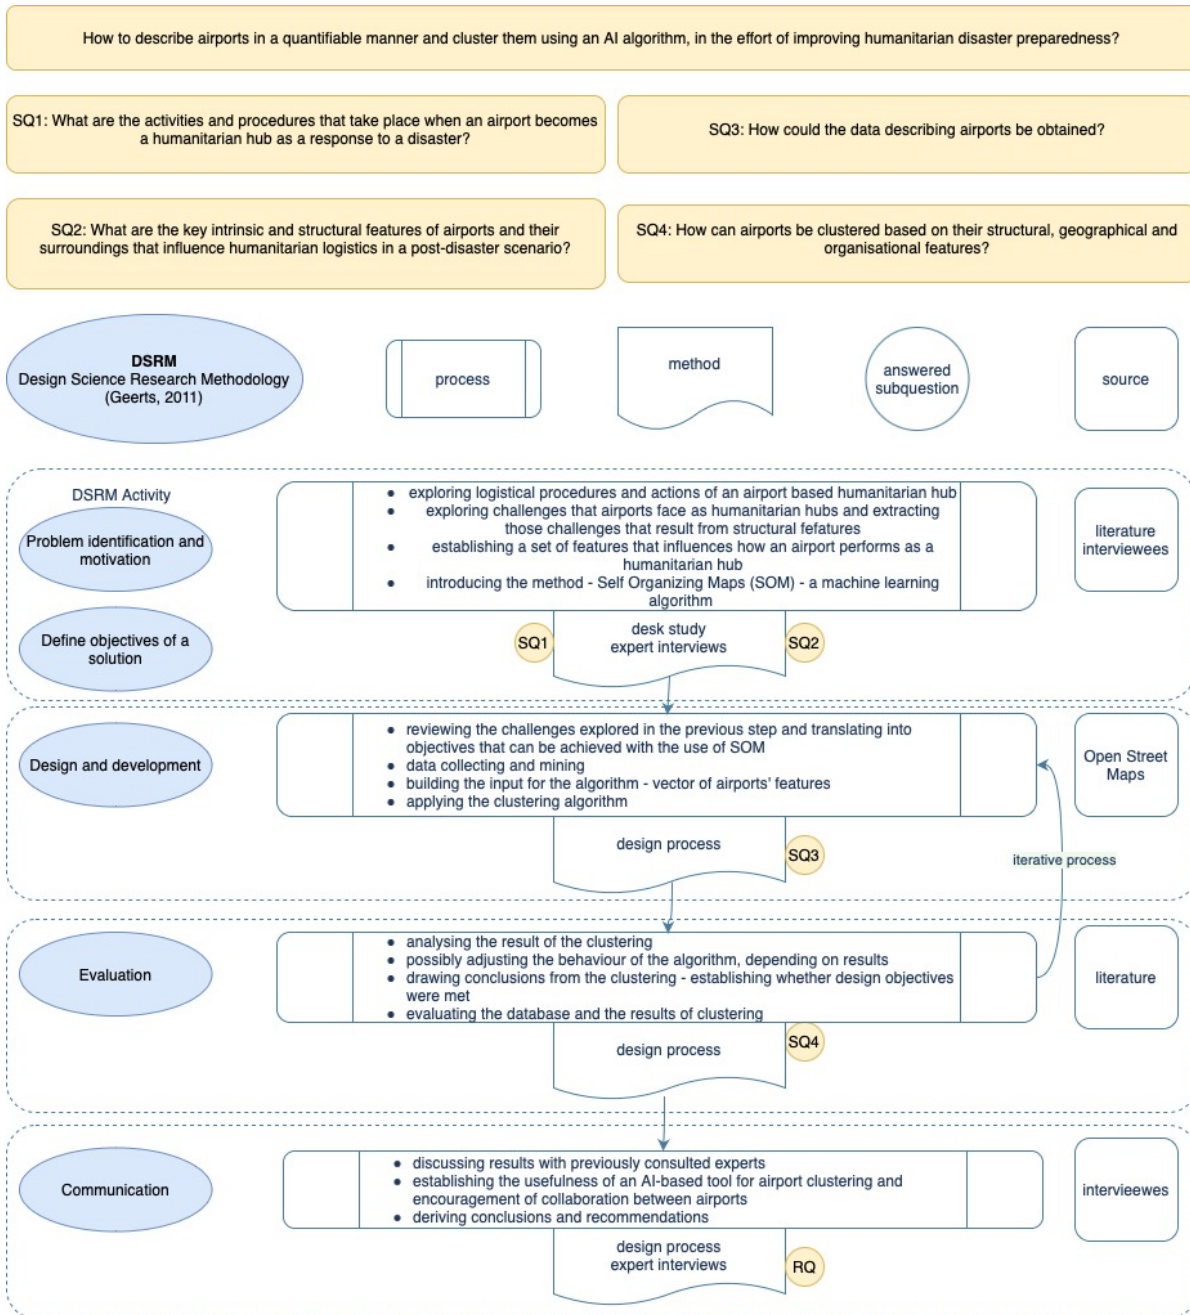 How to describe airports in a quantifiable manner and cluster them using an AI algorithm, in the effort of improving humanitarian disaster preparedness?
SQ1: What are the activities and procedures that take place when an airport becomes
a humanitarian hub as a response to a disaster?
SQ3: How could the data describing airports be obtained?
SQ2: What are the key intrinsic and structural features of airports and their
surroundings that influence humanitarian logistics in a post-disaster scenario?
SQ4: How can airports be clustered based on their structural, geographical and
organisational features?
DSRM
Design Science Research Methodology
(Geerts, 2011)
process
method
answered
subquestion
source
DSRM Activity
Problem identification and
motivation
Define objectives of a
solution
• exploring logistical procedures and actions of an airport based humanitarian hub
• exploring challenges that airports face as humanitarian hubs and extracting
those challenges that result from structural fefatures
• establishing a set of features that influences how an airport performs as a
humanitarian hub
• introducing the method - Self Organizing Maps (SOM) - a machine learning
algorithm
literature
interviewees
SQ1
desk study
expert interviews
SQ2
Design and development
• reviewing the challenges explored in the previous step and translating into
objectives that can be achieved with the use of SOM
• data collecting and mining
• building the input for the algorithm - vector of airports' features
• applying the clustering algorithm
Open Street
Maps
design process
SQ3
iterative process
Evaluation
• analysing the result of the clustering
• possibly adjusting the behaviour of the algorithm, depending on results
• drawing conclusions from the clustering - establishing whether design objectives
were met
• evaluating the database and the results of clustering
literature
design process
SQ4
Communication
• discussing results with previously consulted experts
• establishing the usefulness of an AI-based tool for airport clustering and
encouragement of collaboration between airports
• deriving conclusions and recommendations
intervieewes
design process
expert interviews
RQ